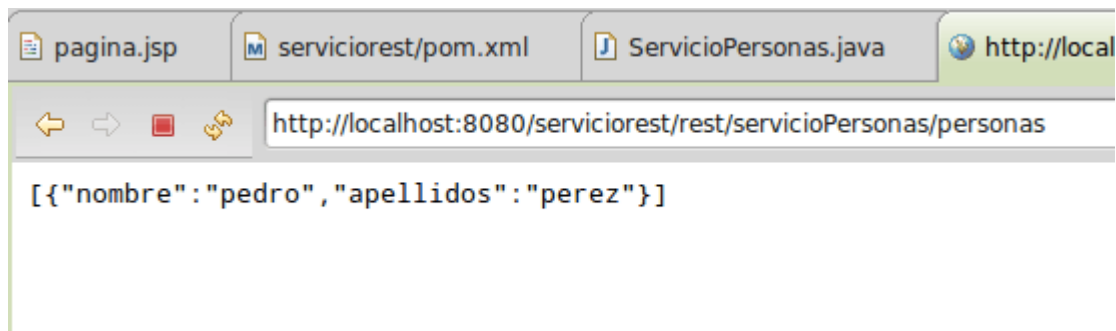 pagina.jsp serviciorest/pom.xml ServicioPersonas.java http://local
http://localhost:8080/serviciorest/rest/servicioPersonas/personas
[{"nombre":"pedro","apellidos":"perez"}]